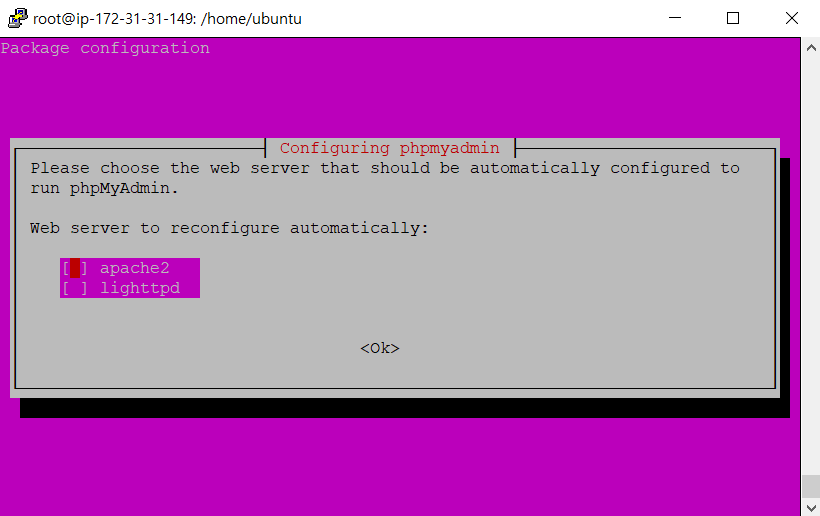 root@ip-172-31-31-149: /home/ubuntu
Package configuration
Configuring phpmyadmin
Please choose the web server that should be automatically configured to
run phpMyAdmin.
Web server to reconfigure automatically:
[ ] apache2
[ ] lighttpd
<Ok>